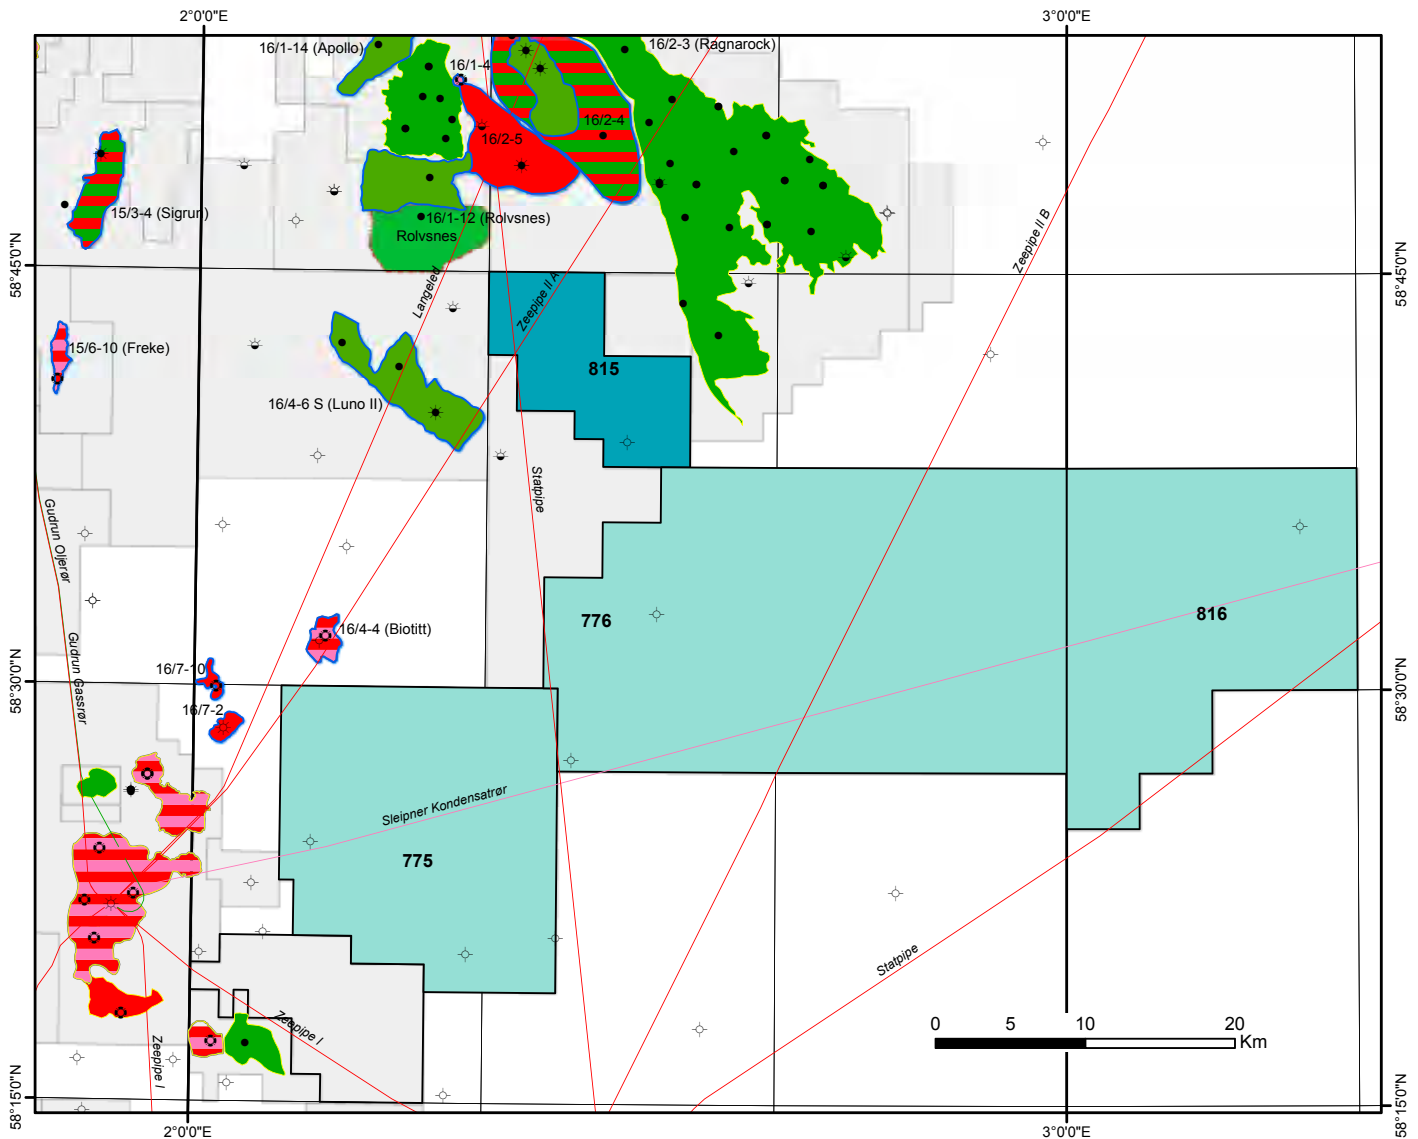 2°0'0"E
3°0'0"E
16/1-14 (Apollo)
16/2-3 (Ragnarock)
16/1-4
16/2-4
16/2-5
15/3-4 (Sigrun)
16/1-12 (Rolvsnes)
Rolvsnes
Zeepipe II B
58°45'0"N
58°45'0"N
Langeled
Zeepipe II A
15/6-10 (Freke)
815
16/4-6 S (Luno II)
Statpipe
Gudrun Oljerør
776
816
16/4-4 (Biotitt)
Gudrun Gassrør
16/7-10
58°30'0"N
58°30'0"N
16/7-2
Sleipner Kondensatrør
775
Statpipe
Zeepipe I
Zeepipe I
0 5 10 20
Km
58°15'0"N
58°15'0"N
2°0'0"E
3°0'0"E